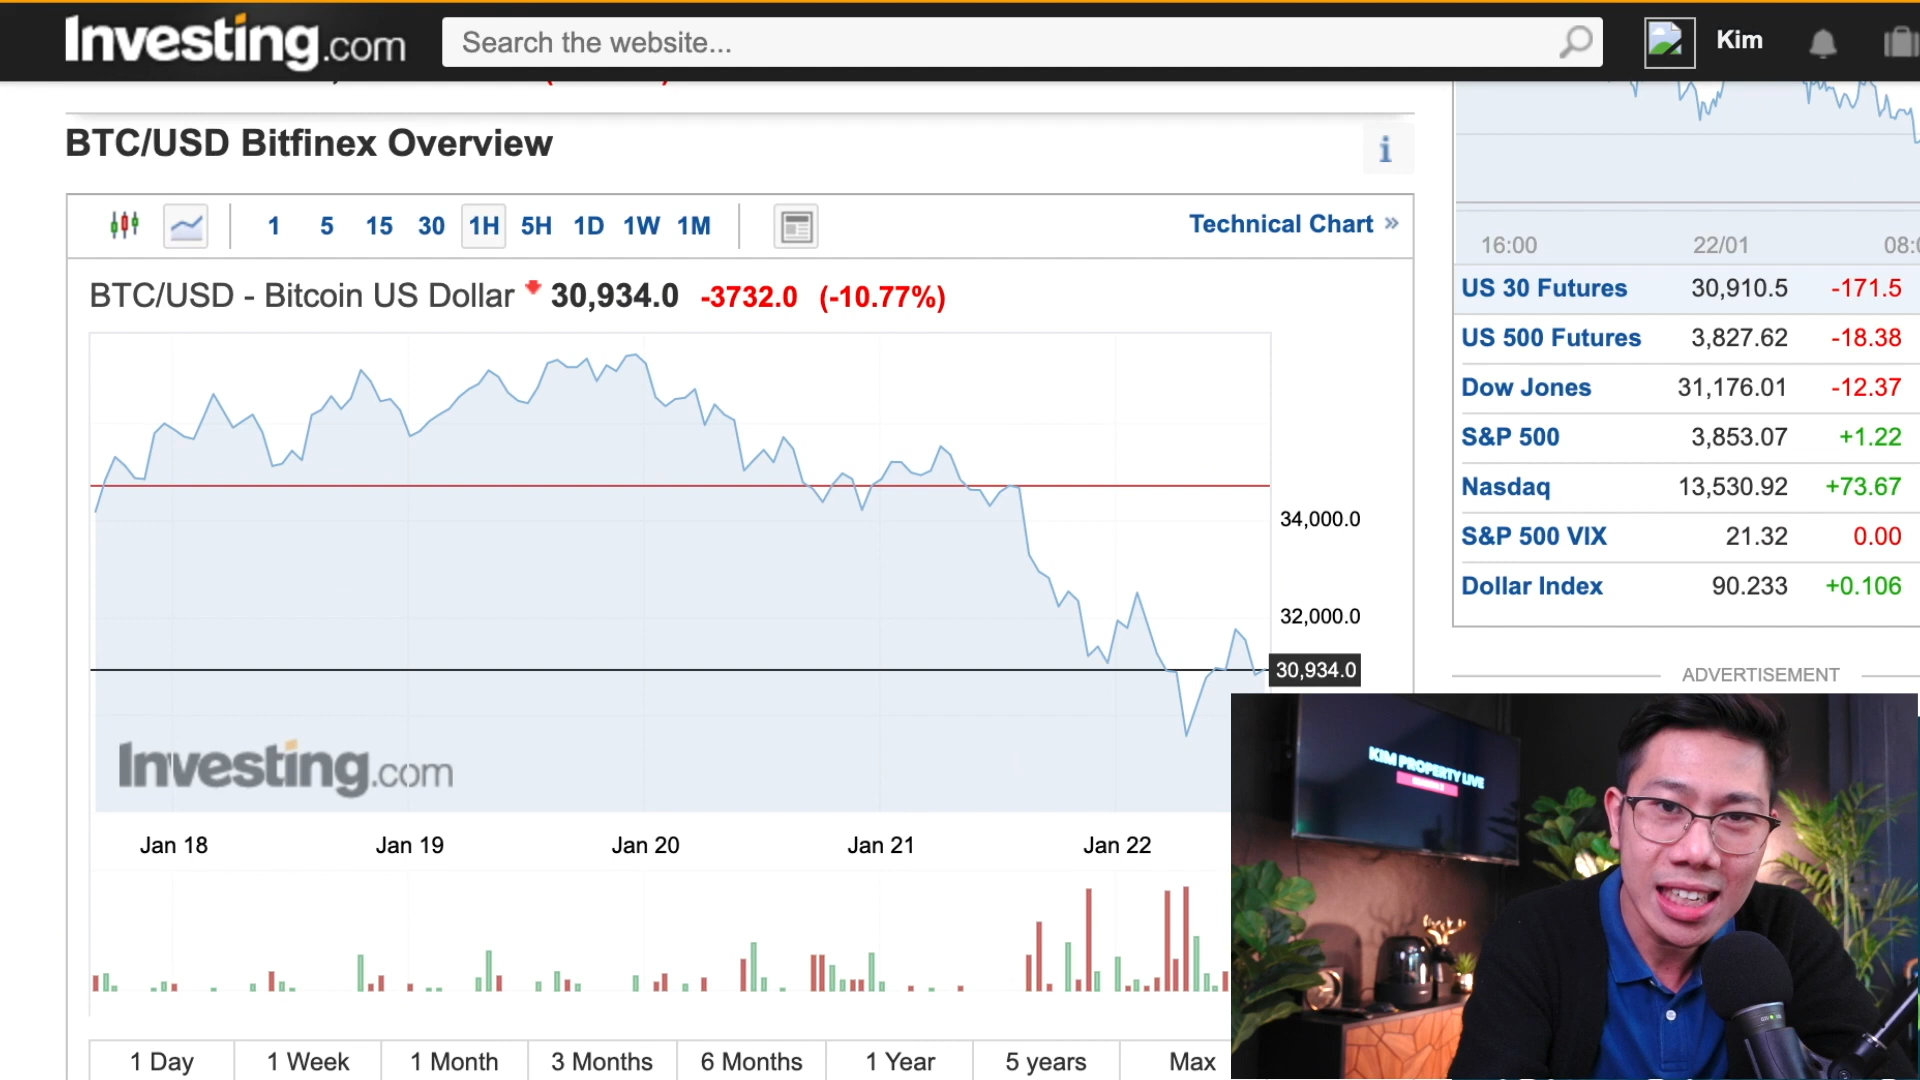 Investing.com
Search the website...
Kim
BTC/USD Bitfinex Overview
i
1 5 15 30 1H 5H 1D 1W 1M
Technical Chart »
BTC/USD - Bitcoin US Dollar 30,934.0 -3732.0 (-10.77%)
34,000.0
32,000.0
30,934.0
Investing.com
Jan 18 Jan 19 Jan 20 Jan 21 Jan 22
1 Day 1 Week 1 Month 3 Months 6 Months 1 Year 5 years Max
16:00 22/01
US 30 Futures 30,910.5 -171.5
US 500 Futures 3,827.62 -18.38
Dow Jones 31,176.01 -12.37
S&P 500 3,853.07 +1.22
Nasdaq 13,530.92 +73.67
S&P 500 VIX 21.32 0.00
Dollar Index 90.233 +0.106
ADVERTISEMENT
KIM PROPERTY LIVE